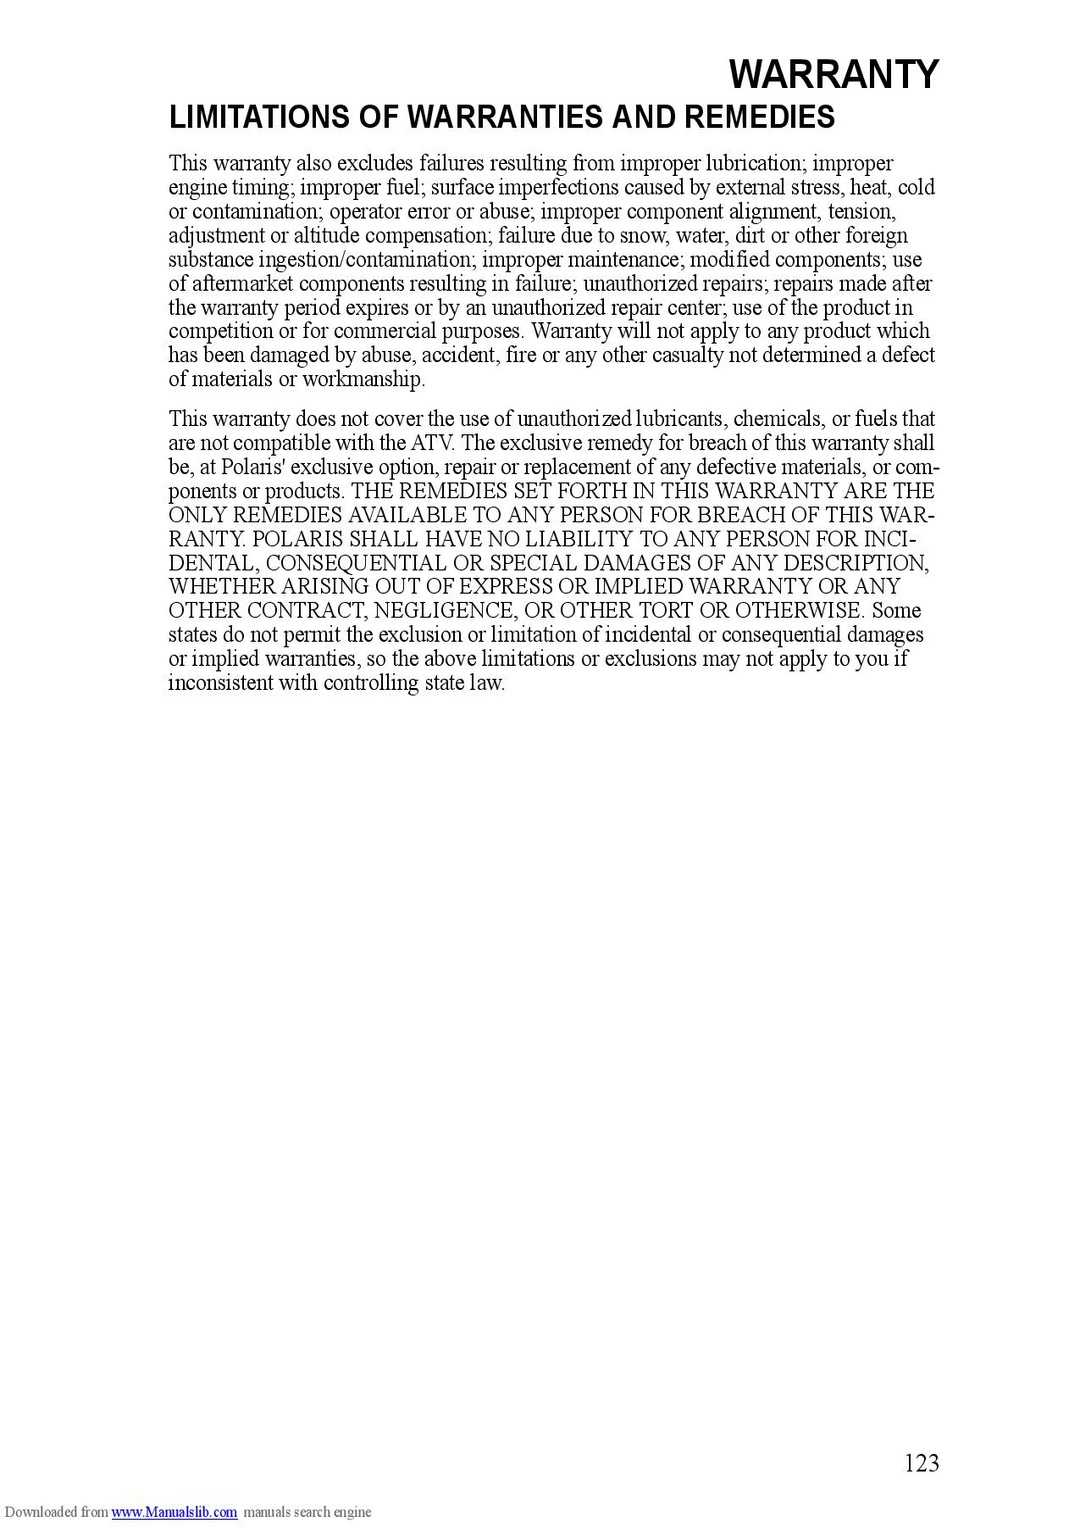 WARRANTY
LIMITATIONS OF WARRANTIES AND REMEDIES
This warranty also excludes failures resulting from improper lubrication; improper
engine timing; improper fuel; surface imperfections caused by external stress, heat, cold
or contamination; operator error or abuse; improper component alignment, tension,
adjustment or altitude compensation; failure due to snow, water, dirt or other foreign
substance ingestion/contamination; improper maintenance; modified components; use
of aftermarket components resulting in failure; unauthorized repairs; repairs made after
the warranty period expires or by an unauthorized repair center; use of the product in
competition or for commercial purposes. Warranty will not apply to any product which
has been damaged by abuse, accident, fire or any other casualty not determined a defect
of materials or workmanship.
This warranty does not cover the use of unauthorized lubricants, chemicals, or fuels that
are not compatible with the ATV. The exclusive remedy for breach of this warranty shall
be, at Polaris' exclusive option, repair or replacement of any defective materials, or com-
ponents or products. THE REMEDIES SET FORTH IN THIS WARRANTY ARE THE
ONLY REMEDIES AVAILABLE TO ANY PERSON FOR BREACH OF THIS WAR-
RANTY. POLARIS SHALL HAVE NO LIABILITY TO ANY PERSON FOR INCI-
DENTAL, CONSEQUENTIAL OR SPECIAL DAMAGES OF ANY DESCRIPTION,
WHETHER ARISING OUT OF EXPRESS OR IMPLIED WARRANTY OR ANY
OTHER CONTRACT, NEGLIGENCE, OR OTHER TORT OR OTHERWISE. Some
states do not permit the exclusion or limitation of incidental or consequential damages
or implied warranties, so the above limitations or exclusions may not apply to you if
inconsistent with controlling state law.
123
Downloaded from www.Manualslib.com manuals search engine